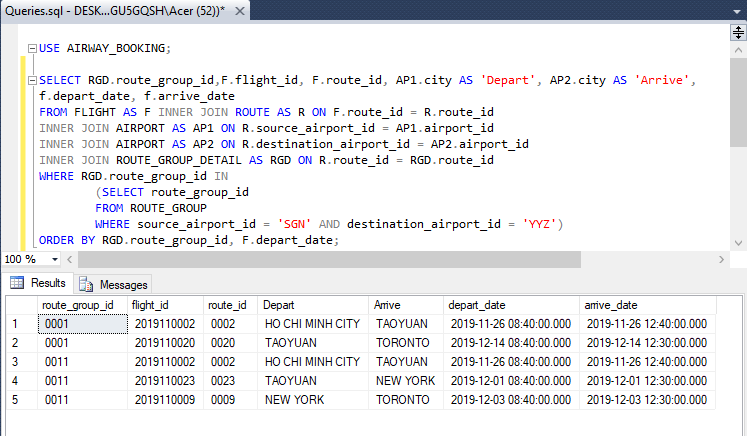 Queries.sql - DESK...GU5GQSH\Acer (52))*
USE AIRWAY_BOOKING;
SELECT RGD.route_group_id,F.flight_id, F.route_id, AP1.city AS 'Depart', AP2.city AS 'Arrive',
f.depart_date, f.arrive_date
FROM FLIGHT AS F INNER JOIN ROUTE AS R ON F.route_id = R.route_id
INNER JOIN AIRPORT AS AP1 ON R.source_airport_id = AP1.airport_id
INNER JOIN AIRPORT AS AP2 ON R.destination_airport_id = AP2.airport_id
INNER JOIN ROUTE_GROUP_DETAIL AS RGD ON R.route_id = RGD.route_id
WHERE RGD.route_group_id IN
(SELECT route_group_id
FROM ROUTE_GROUP
WHERE source_airport_id = 'SGN' AND destination_airport_id = 'YYZ')
ORDER BY RGD.route_group_id, F.depart_date;
100 %
Results Messages
route_group_id flight_id route_id Depart Arrive depart_date arrive_date
1 0001 2019110002 0002 HO CHI MINH CITY TAOYUAN 2019-11-26 08:40:00.000 2019-11-26 12:40:00.000
2 0001 2019110020 0020 TAOYUAN TORONTO 2019-12-14 08:40:00.000 2019-12-14 12:30:00.000
3 0011 2019110002 0002 HO CHI MINH CITY TAOYUAN 2019-11-26 08:40:00.000 2019-11-26 12:40:00.000
4 0011 2019110023 0023 TAOYUAN NEW YORK 2019-12-01 08:40:00.000 2019-12-01 12:30:00.000
5 0011 2019110009 0009 NEW YORK TORONTO 2019-12-03 08:40:00.000 2019-12-03 12:30:00.000